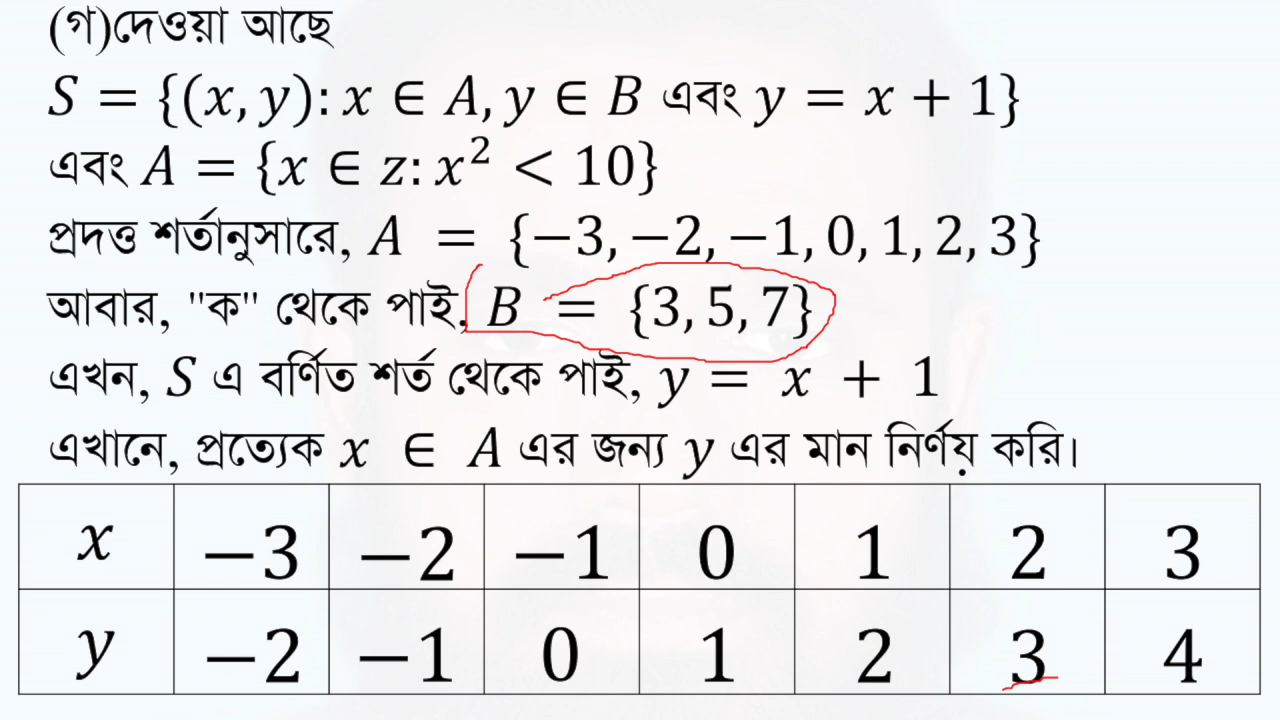 (গ)দেওয়া আছে
S = {(x, y): x ∈ A, y ∈ B এবং y = x + 1}
এবং A = {x ∈ z: x² < 10}
প্রদত্ত শর্তানুসারে, A = {−3, −2, −1, 0, 1, 2, 3}
আবার, "ক" থেকে পাই, B = {3, 5, 7}
এখন, S এ বর্ণিত শর্ত থেকে পাই, y = x + 1
এখানে, প্রত্যেক x ∈ A এর জন্য y এর মান নির্ণয় করি।
x −3 −2 −1 0 1 2 3
y −2 −1 0 1 2 3 4